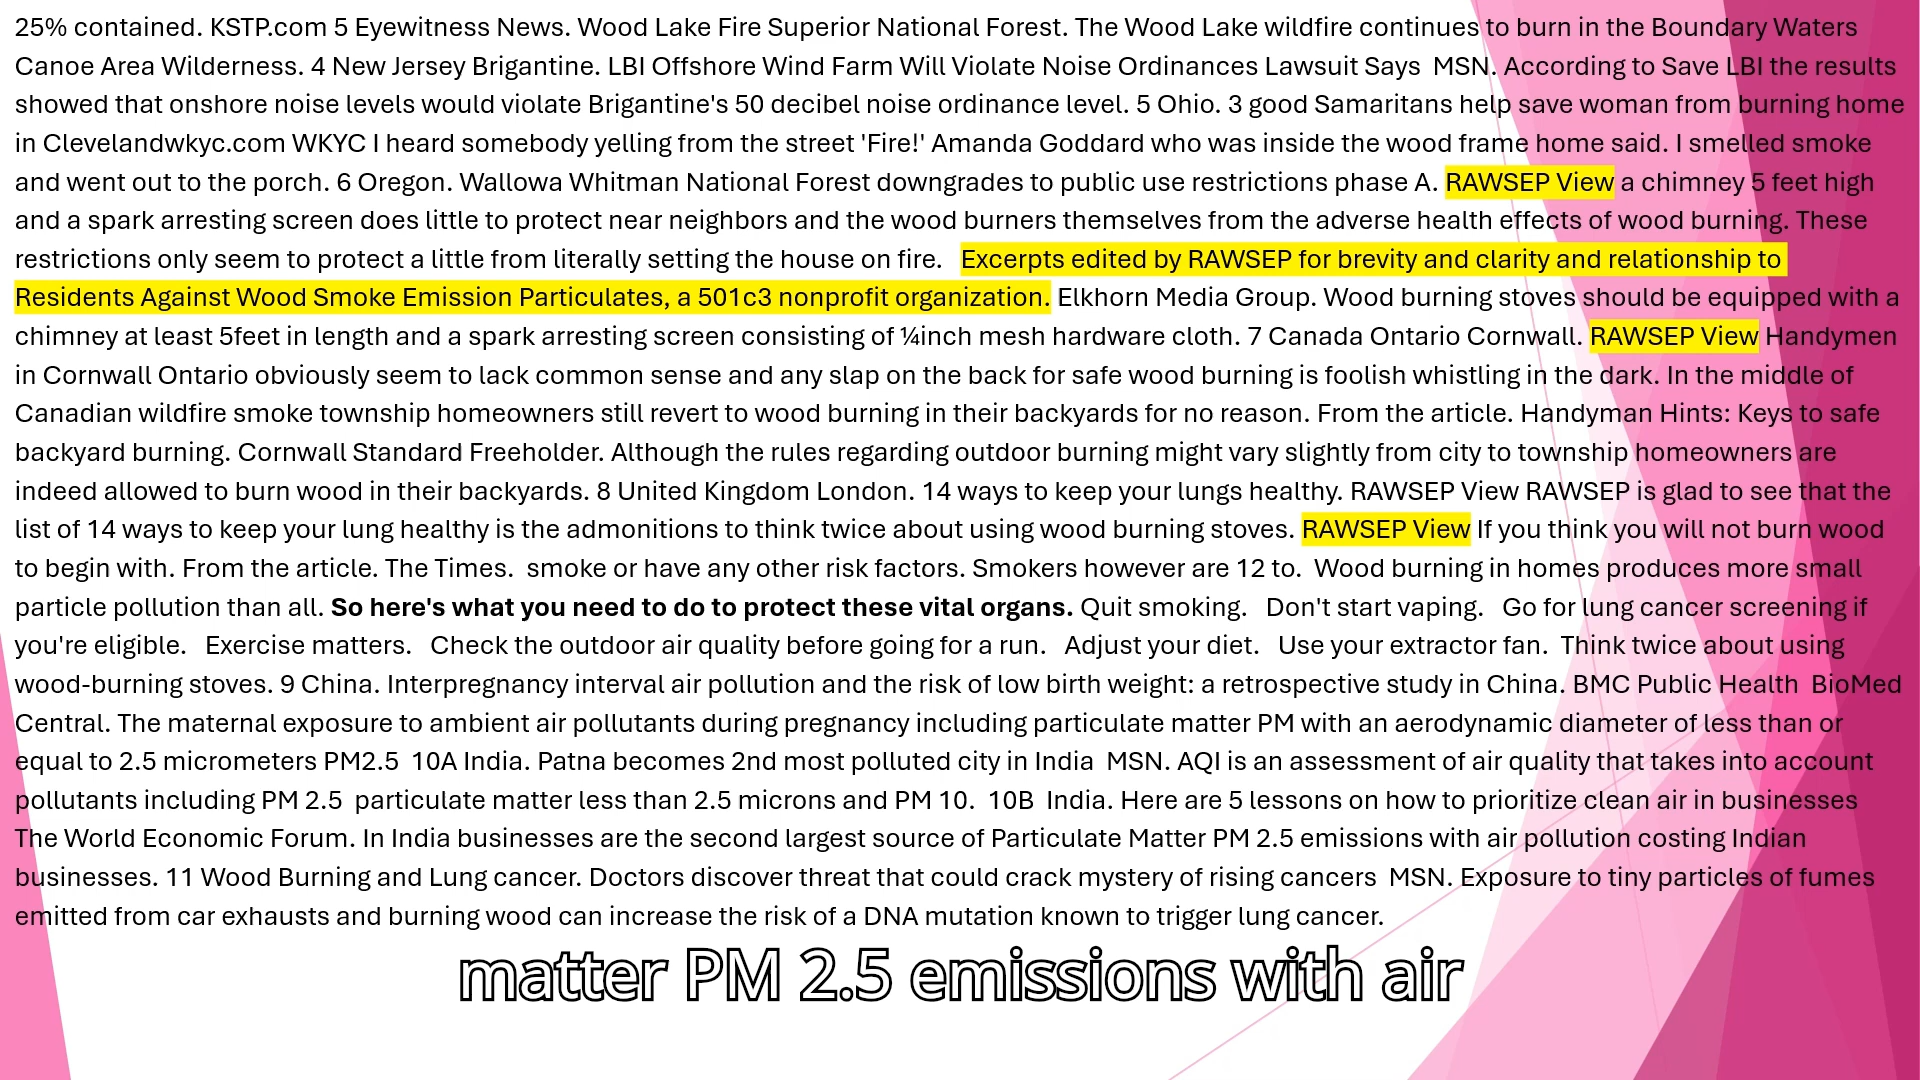 25% contained. KSTP.com 5 Eyewitness News. Wood Lake Fire Superior National Forest. The Wood Lake wildfire continues to burn in the Boundary Waters
Canoe Area Wilderness. 4 New Jersey Brigantine. LBI Offshore Wind Farm Will Violate Noise Ordinances Lawsuit Says  MSN. According to Save LBI the results
showed that onshore noise levels would violate Brigantine's 50 decibel noise ordinance level. 5 Ohio. 3 good Samaritans help save woman from burning home
in Clevelandwkyc.com WKYC I heard somebody yelling from the street 'Fire!' Amanda Goddard who was inside the wood frame home said. I smelled smoke
and went out to the porch. 6 Oregon. Wallowa Whitman National Forest downgrades to public use restrictions phase A. RAWSEP View a chimney 5 feet high
and a spark arresting screen does little to protect near neighbors and the wood burners themselves from the adverse health effects of wood burning. These
restrictions only seem to protect a little from literally setting the house on fire.   Excerpts edited by RAWSEP for brevity and clarity and relationship to
Residents Against Wood Smoke Emission Particulates, a 501c3 nonprofit organization. Elkhorn Media Group. Wood burning stoves should be equipped with a
chimney at least 5feet in length and a spark arresting screen consisting of ¼inch mesh hardware cloth. 7 Canada Ontario Cornwall. RAWSEP View Handymen
in Cornwall Ontario obviously seem to lack common sense and any slap on the back for safe wood burning is foolish whistling in the dark. In the middle of
Canadian wildfire smoke township homeowners still revert to wood burning in their backyards for no reason. From the article. Handyman Hints: Keys to safe
backyard burning. Cornwall Standard Freeholder. Although the rules regarding outdoor burning might vary slightly from city to township homeowners are
indeed allowed to burn wood in their backyards. 8 United Kingdom London. 14 ways to keep your lungs healthy. RAWSEP View RAWSEP is glad to see that the
list of 14 ways to keep your lung healthy is the admonitions to think twice about using wood burning stoves. RAWSEP View If you think you will not burn wood
to begin with. From the article. The Times.  smoke or have any other risk factors. Smokers however are 12 to.  Wood burning in homes produces more small
particle pollution than all. So here's what you need to do to protect these vital organs. Quit smoking.   Don't start vaping.   Go for lung cancer screening if
you're eligible.   Exercise matters.   Check the outdoor air quality before going for a run.   Adjust your diet.   Use your extractor fan.  Think twice about using
wood-burning stoves. 9 China. Interpregnancy interval air pollution and the risk of low birth weight: a retrospective study in China. BMC Public Health  BioMed
Central. The maternal exposure to ambient air pollutants during pregnancy including particulate matter PM with an aerodynamic diameter of less than or
equal to 2.5 micrometers PM2.5  10A India. Patna becomes 2nd most polluted city in India  MSN. AQI is an assessment of air quality that takes into account
pollutants including PM 2.5  particulate matter less than 2.5 microns and PM 10.  10B  India. Here are 5 lessons on how to prioritize clean air in businesses
The World Economic Forum. In India businesses are the second largest source of Particulate Matter PM 2.5 emissions with air pollution costing Indian
businesses. 11 Wood Burning and Lung cancer. Doctors discover threat that could crack mystery of rising cancers  MSN. Exposure to tiny particles of fumes
emitted from car exhausts and burning wood can increase the risk of a DNA mutation known to trigger lung cancer.
matter PM 2.5 emissions with air